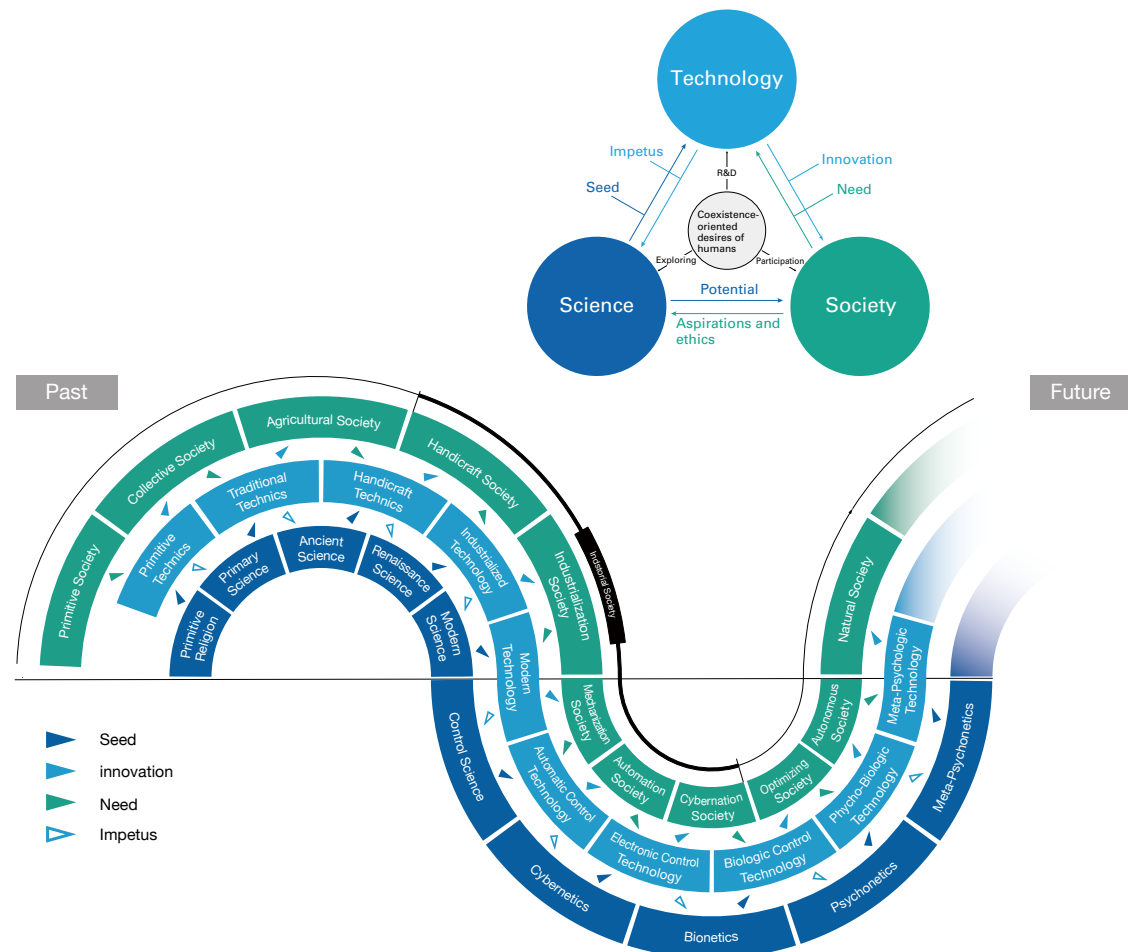 Technology
Impetus
Innovation
R&D
Seed
Need
Coexistence-
oriented
desires of
humans
Exploring
Participation
Science
Potential
Society
Aspirations and
ethics
Past
Future
Primitive Society
Collective Society
Agricultural Society
Handicraft Society
Industrialization
Society
Indstorial Society
Mechanization
Society
Automation
Society
Cybernation
Society
Optimizing
Society
Autonomous
Society
Natural Society
Primitive
Technics
Traditional
Technics
Handicraft
Technics
Industrialized
Technology
Modern
Technology
Automatic Control
Technology
Electronic Control
Technology
Biologic Control
Technology
Phycho-Biologic
Technology
Meta-Psychologic
Technology
Primitive
Religion
Primary
Science
Ancient
Science
Renaissance
Science
Modern
Science
Control Science
Cybernetics
Bionetics
Psychonetics
Meta-Psychonetics
Seed
innovation
Need
Impetus